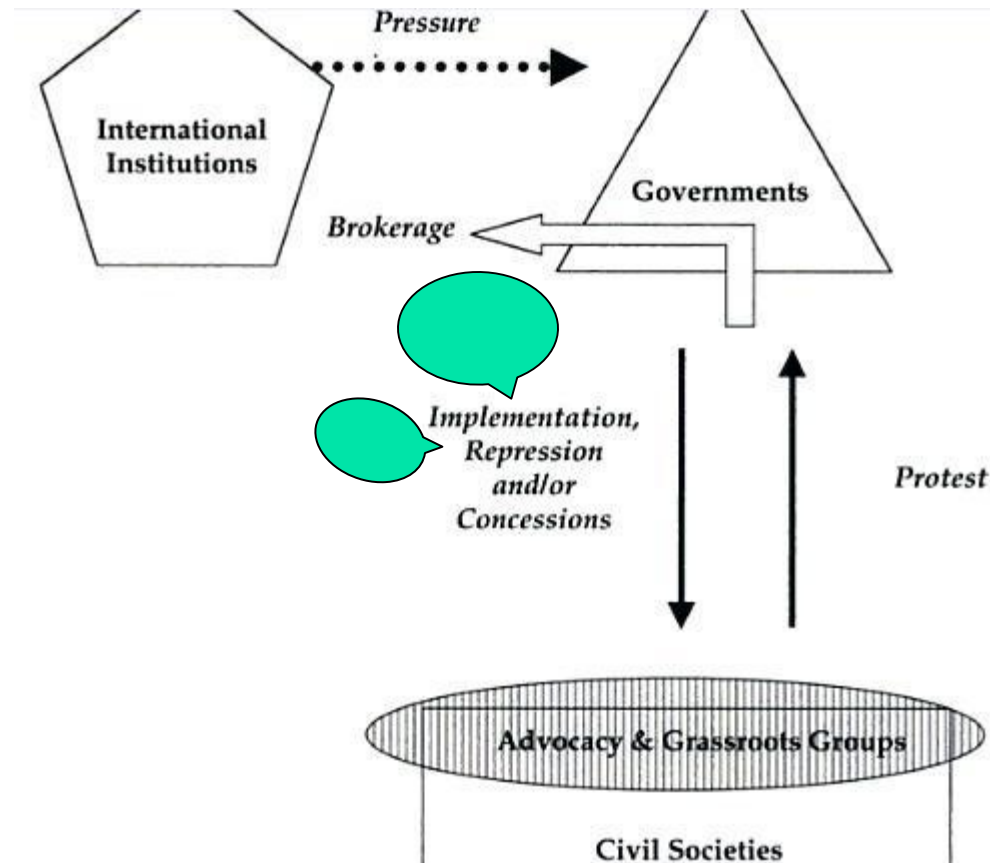 Pressure
International
Institutions
Governments
Brokerage
Implementation,
Repression
and/or
Concessions
Protest
Advocacy & Grassroots Groups
Civil Societies